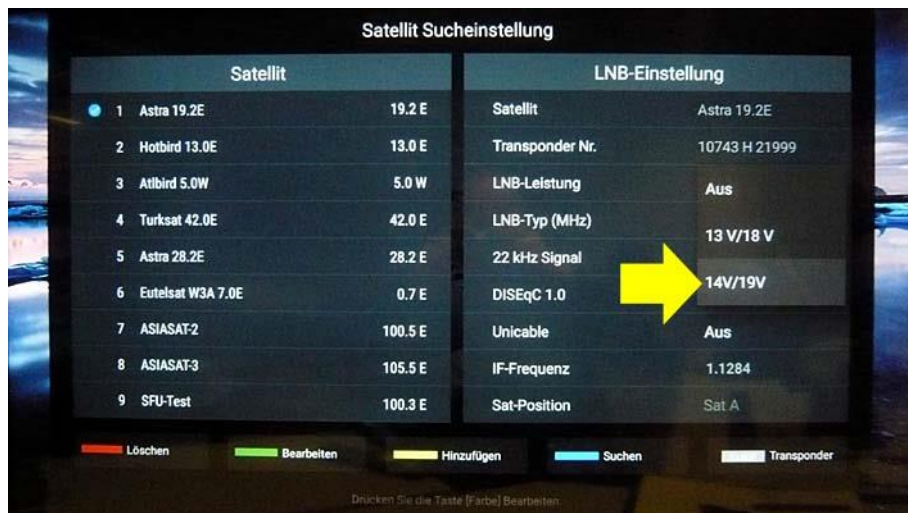 Satellit Sucheinstellung
Satellit
1 Astra 19.2E 19.2 E
2 Hotbird 13.0E 13.0 E
3 Atlbird 5.0W 5.0 W
4 Turksat 42.0E 42.0 E
5 Astra 28.2E 28.2 E
6 Eutelsat W3A 7.0E 0.7 E
7 ASIASAT-2 100.5 E
8 ASIASAT-3 105.5 E
9 SFU-Test 100.3 E
LNB-Einstellung
Satellit Astra 19.2E
Transponder Nr. 10743 H 21999
LNB-Leistung
LNB-Typ (MHz)
22 kHz Signal
DISEqC 1.0
Aus
13 V/18 V
14V/19V
Unicable Aus
IF-Frequenz 1.1284
Sat-Position Sat A
Löschen Bearbeiten Hinzufügen Suchen Transponder
Drücken Sie die Taste [Farbe] Bearbeiten